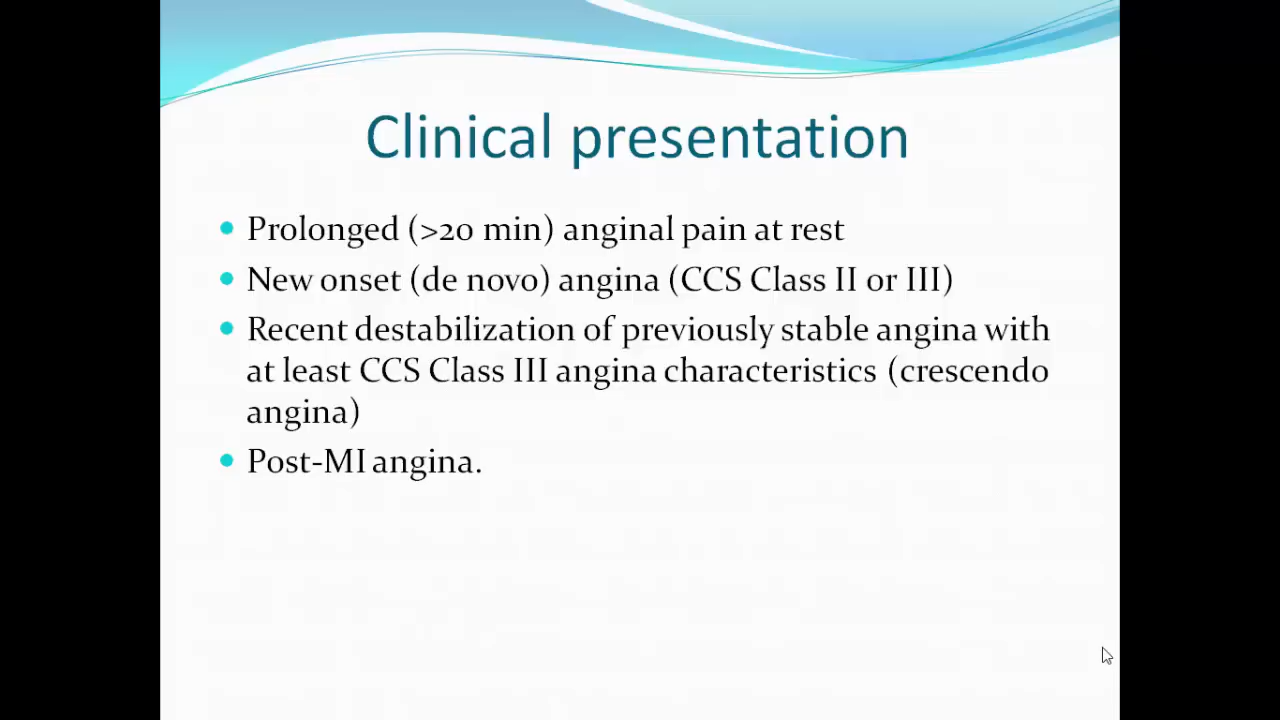 Clinical presentation
Prolonged (>20 min) anginal pain at rest
New onset (de novo) angina (CCS Class II or III)
Recent destabilization of previously stable angina with
at least CCS Class III angina characteristics (crescendo
angina)
Post-MI angina.